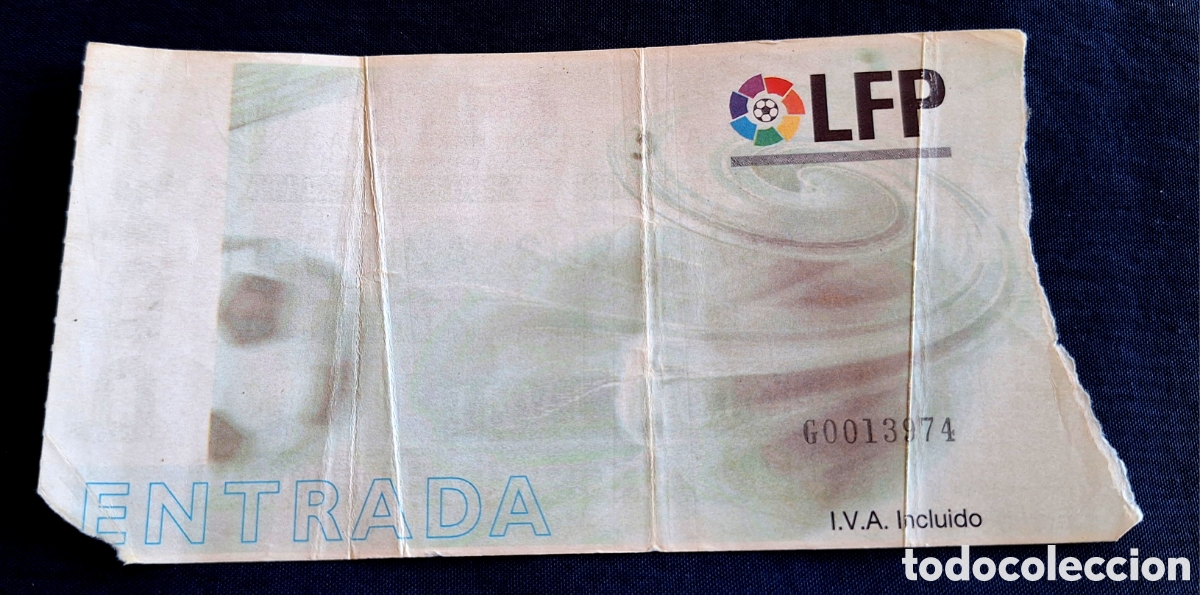 LFP
G0013974
ENTRADA
I.V.A. Incluido
todocoleccion